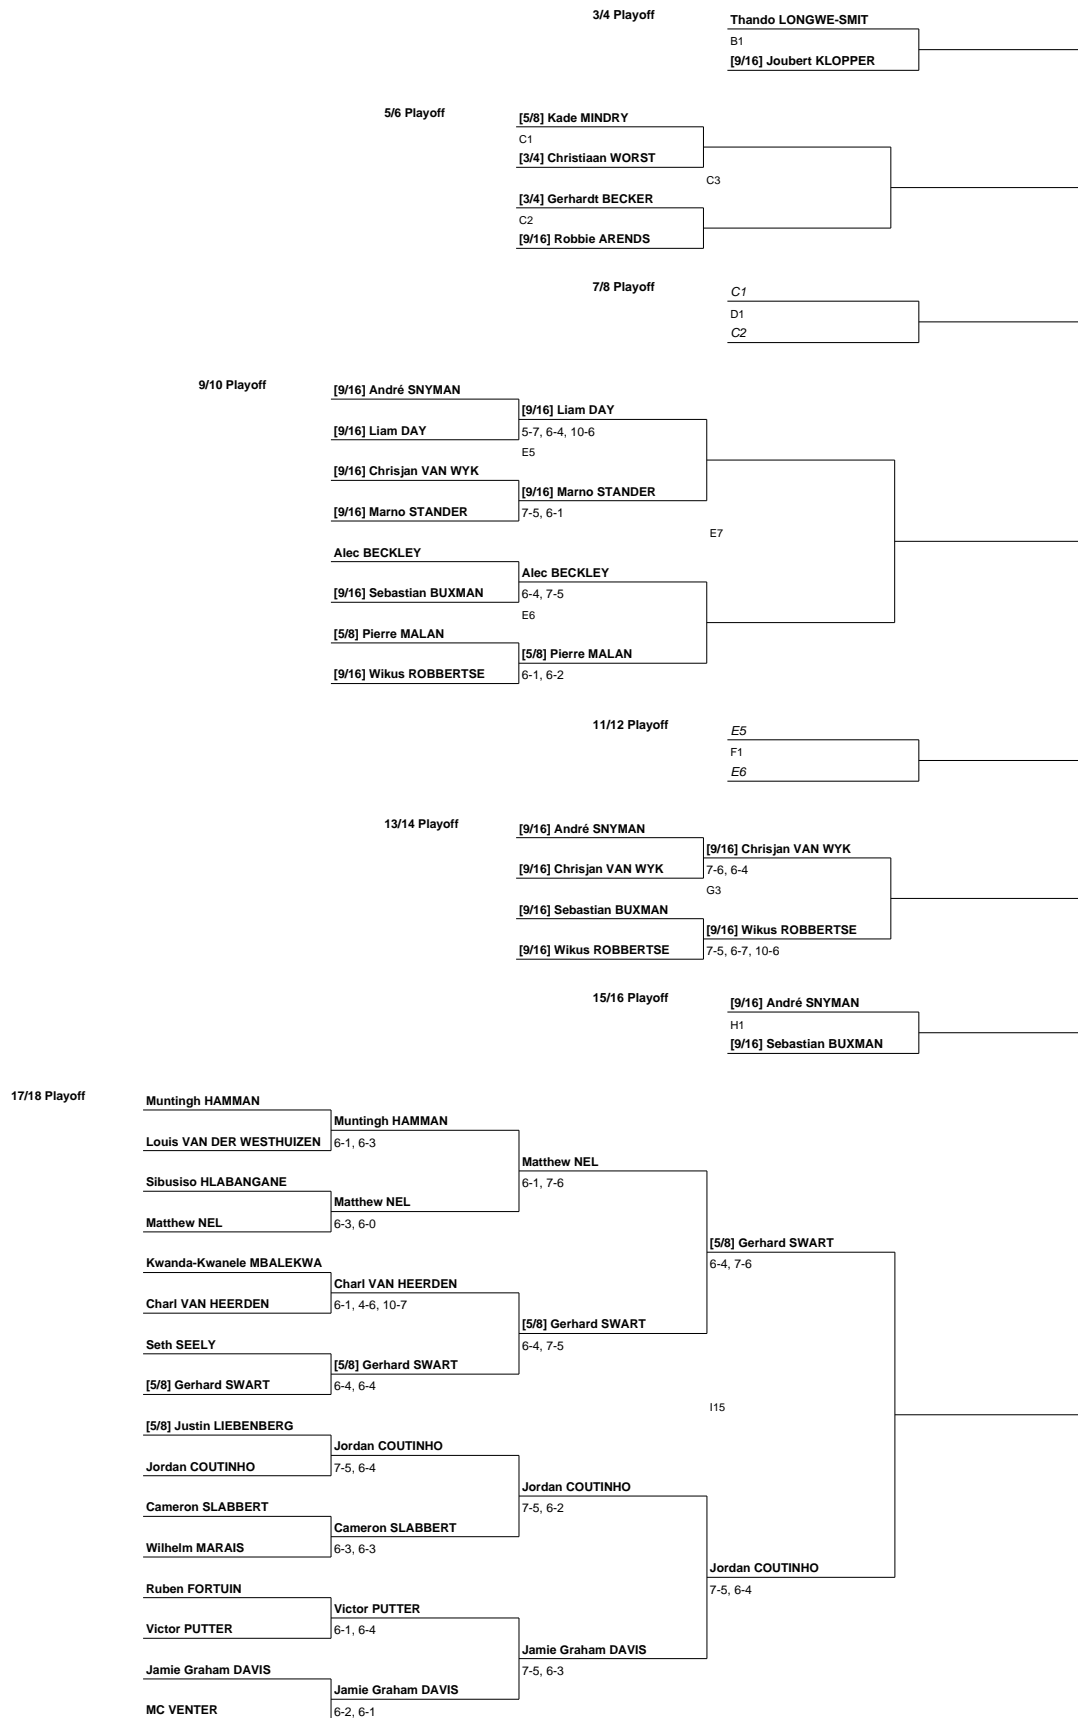 3/4 Playoff
Thando LONGWE-SMIT
B1
[9/16] Joubert KLOPPER
5/6 Playoff
[5/8] Kade MINDRY
C1
[3/4] Christiaan WORST
C3
[3/4] Gerhardt BECKER
C2
[9/16] Robbie ARENDS
7/8 Playoff
C1
D1
C2
9/10 Playoff
[9/16] André SNYMAN
[9/16] Liam DAY
[9/16] Liam DAY
5-7, 6-4, 10-6
E5
[9/16] Chrisjan VAN WYK
[9/16] Marno STANDER
[9/16] Marno STANDER
7-5, 6-1
E7
Alec BECKLEY
Alec BECKLEY
[9/16] Sebastian BUXMAN
6-4, 7-5
E6
[5/8] Pierre MALAN
[5/8] Pierre MALAN
[9/16] Wikus ROBBERTSE
6-1, 6-2
11/12 Playoff
E5
F1
E6
13/14 Playoff
[9/16] André SNYMAN
[9/16] Chrisjan VAN WYK
[9/16] Chrisjan VAN WYK
7-6, 6-4
G3
[9/16] Sebastian BUXMAN
[9/16] Wikus ROBBERTSE
[9/16] Wikus ROBBERTSE
7-5, 6-7, 10-6
15/16 Playoff
[9/16] André SNYMAN
H1
[9/16] Sebastian BUXMAN
17/18 Playoff
Muntingh HAMMAN
Muntingh HAMMAN
Louis VAN DER WESTHUIZEN
6-1, 6-3
Matthew NEL
6-1, 7-6
Sibusiso HLABANGANE
Matthew NEL
Matthew NEL
6-3, 6-0
[5/8] Gerhard SWART
6-4, 7-6
Kwanda-Kwanele MBALEKWA
Charl VAN HEERDEN
Charl VAN HEERDEN
6-1, 4-6, 10-7
[5/8] Gerhard SWART
6-4, 7-5
Seth SEELY
[5/8] Gerhard SWART
[5/8] Gerhard SWART
6-4, 6-4
I15
[5/8] Justin LIEBENBERG
Jordan COUTINHO
Jordan COUTINHO
7-5, 6-4
Jordan COUTINHO
7-5, 6-2
Cameron SLABBERT
Cameron SLABBERT
Wilhelm MARAIS
6-3, 6-3
Jordan COUTINHO
7-5, 6-4
Ruben FORTUIN
Victor PUTTER
Victor PUTTER
6-1, 6-4
Jamie Graham DAVIS
7-5, 6-3
Jamie Graham DAVIS
Jamie Graham DAVIS
MC VENTER
6-2, 6-1